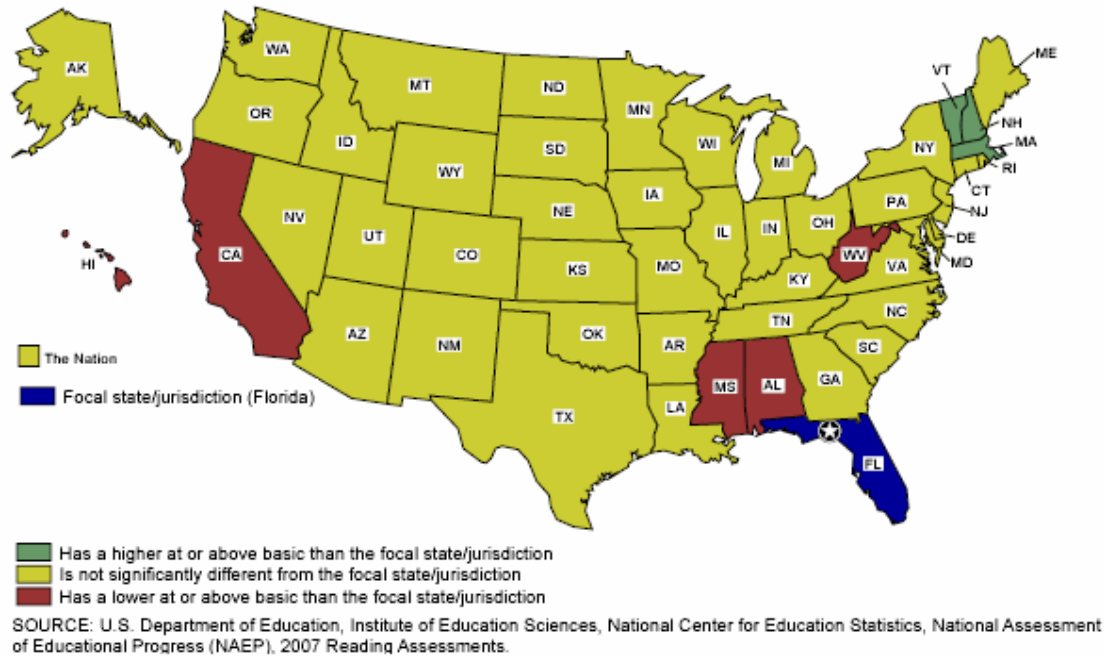 AK
WA
MT
ND
MN
VT
ME
OR
ID
SD
WI
MI
NY
NH
MA
RI
WY
IA
CT
PA
NJ
NE
NV
UT
CO
IL
IN
OH
DE
HI
CA
KS
MO
WV
MD
VA
KY
AZ
NM
OK
AR
TN
NC
SC
The Nation
MS
AL
GA
Focal state/jurisdiction (Florida)
TX
LA
FL
Has a higher at or above basic than the focal state/jurisdiction
Is not significantly different from the focal state/jurisdiction
Has a lower at or above basic than the focal state/jurisdiction
SOURCE: U.S. Department of Education, Institute of Education Sciences, National Center for Education Statistics, National Assessment
of Educational Progress (NAEP), 2007 Reading Assessments.